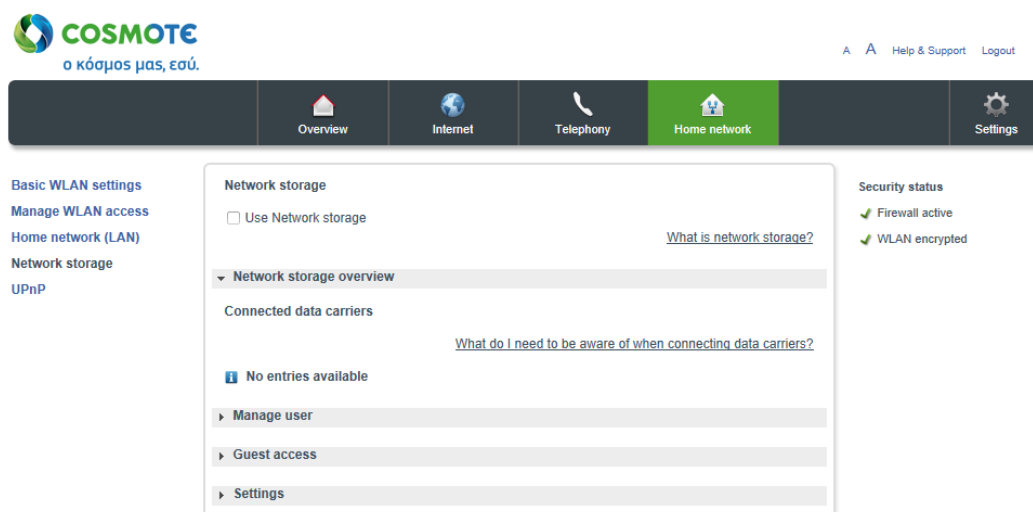 COSMOTE
ο κόσμος μας, εσύ.
A A Help & Support Logout
Overview Internet Telephony Home network Settings
Basic WLAN settings
Manage WLAN access
Home network (LAN)
Network storage
UPnP
Network storage
Use Network storage
What is network storage?
Network storage overview
Connected data carriers
What do I need to be aware of when connecting data carriers?
No entries available
Manage user
Guest access
Settings
Security status
Firewall active
WLAN encrypted